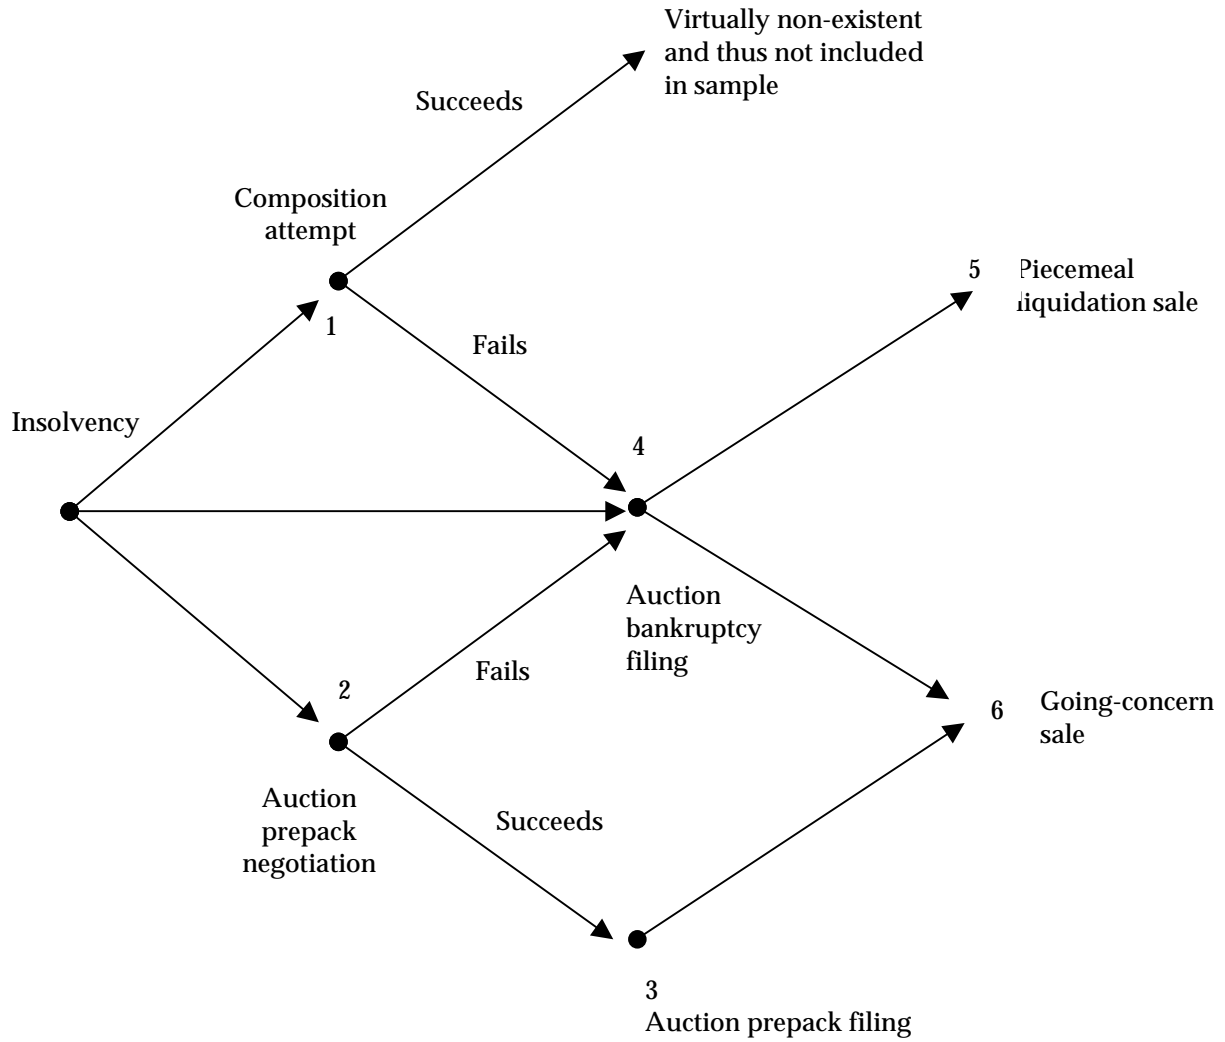 Virtually non-existent
and thus not included
in sample
Succeeds
Composition
attempt
1
Fails
5
Piecemeal
liquidation sale
Insolvency
4
Auction
bankruptcy
filing
Fails
2
6
Going-concern
sale
Auction
prepack
negotiation
Succeeds
3
Auction prepack filing